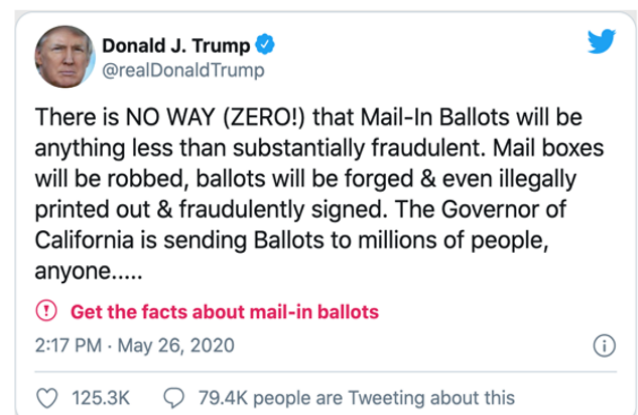 Donald J. Trump
@realDonaldTrump
There is NO WAY (ZERO!) that Mail-In Ballots will be
anything less than substantially fraudulent. Mail boxes
will be robbed, ballots will be forged & even illegally
printed out & fraudulently signed. The Governor of
California is sending Ballots to millions of people,
anyone.....
Get the facts about mail-in ballots
2:17 PM · May 26, 2020
125.3K 79.4K people are Tweeting about this